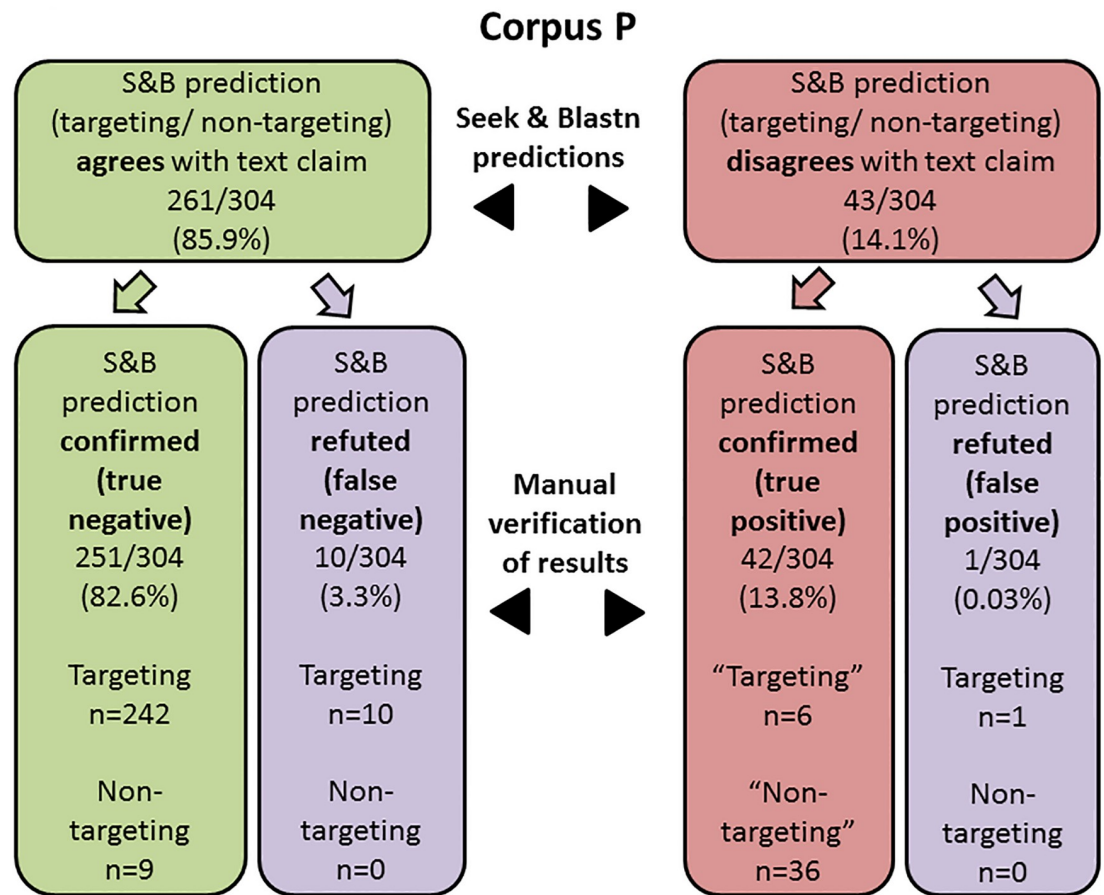 Corpus P
S&B prediction
(targeting/ non-targeting)
agrees with text claim
261/304
(85.9%)
Seek & Blastn
predictions
S&B prediction
(targeting/ non-targeting)
disagrees with text claim
43/304
(14.1%)
S&B
prediction
confirmed
(true
negative)
251/304
(82.6%)
Targeting
n=242
Non-
targeting
n=9
S&B
prediction
refuted
(false
negative)
10/304
(3.3%)
Targeting
n=10
Non-
targeting
n=0
Manual
verification
of results
S&B
prediction
confirmed
(true
positive)
42/304
(13.8%)
“Targeting”
n=6
“Non-
targeting”
n=36
S&B
prediction
refuted
(false
positive)
1/304
(0.03%)
Targeting
n=1
Non-
targeting
n=0